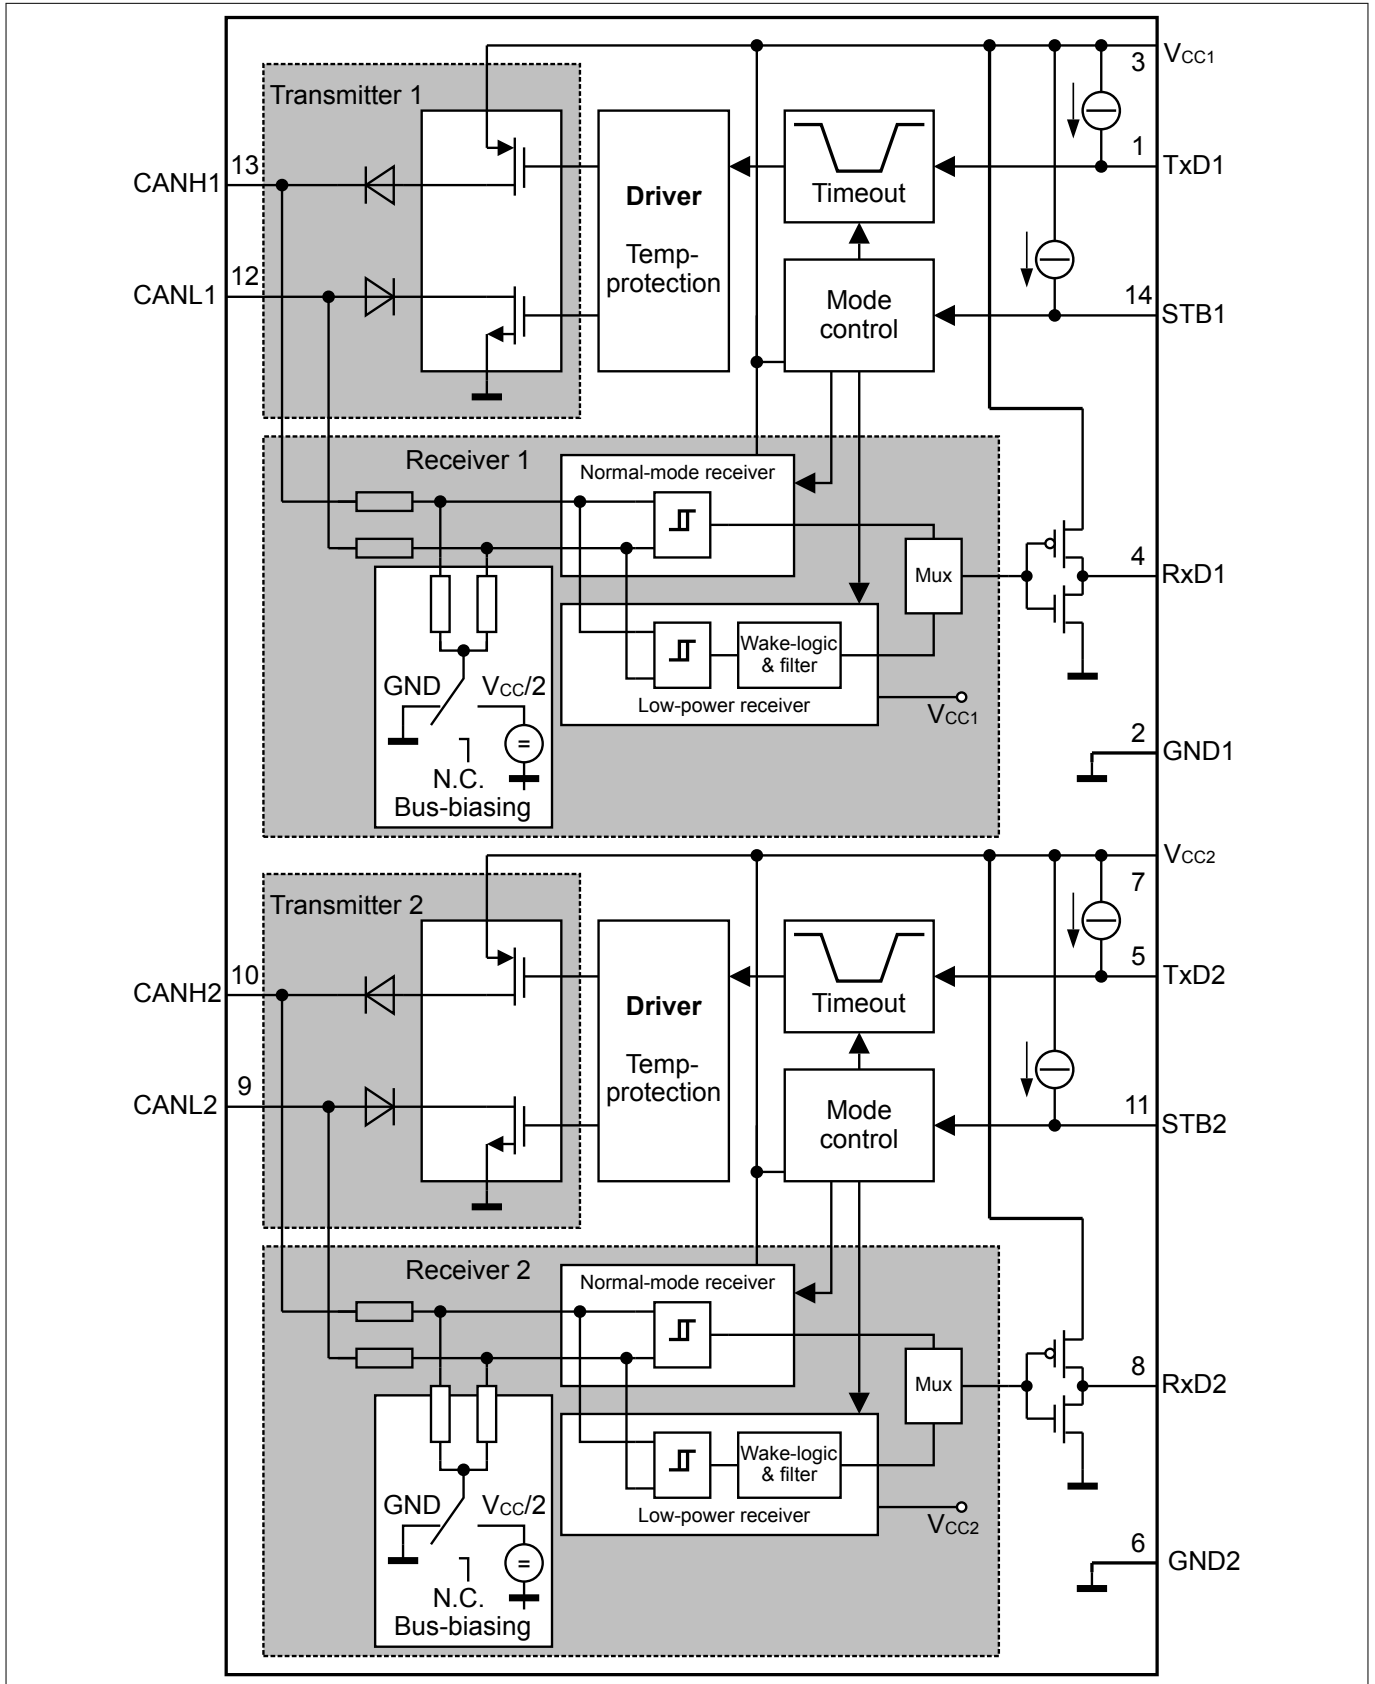 VCC1
3
Transmitter 1
1
TxD1
13
CANH1
Driver
Timeout
Temp-
protection
12
CANL1
14
STB1
Mode
control
Receiver 1
Normal-mode receiver
Mux
4
RxD1
Wake-logic
& filter
GND
VCC/2
Low-power receiver
VCC1
=
2
GND1
N.C.
Bus-biasing
VCC2
7
Transmitter 2
5
TxD2
10
CANH2
Driver
Timeout
Temp-
protection
9
CANL2
11
STB2
Mode
control
Receiver 2
Normal-mode receiver
Mux
8
RxD2
Wake-logic
& filter
GND
VCC/2
Low-power receiver
VCC2
=
6
GND2
N.C.
Bus-biasing